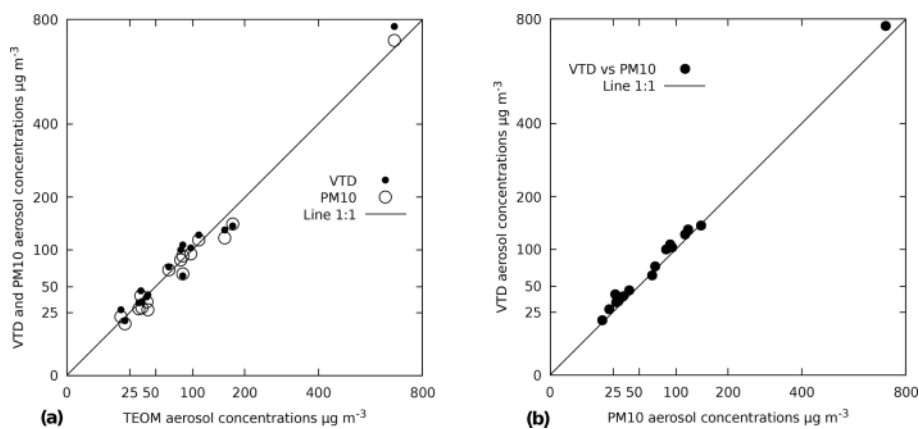 800
400
200
100
50
25
0
VTD and PM10 aerosol concentrations µg m-3
VTD
PM10
Line 1:1
0 25 50 100 200 400 800
(a) TEOM aerosol concentrations µg m-3
800
400
200
100
50
25
0
VTD aerosol concentrations µg m-3
VTD vs PM10
Line 1:1
0 25 50 100 200 400 800
(b) PM10 aerosol concentrations µg m-3